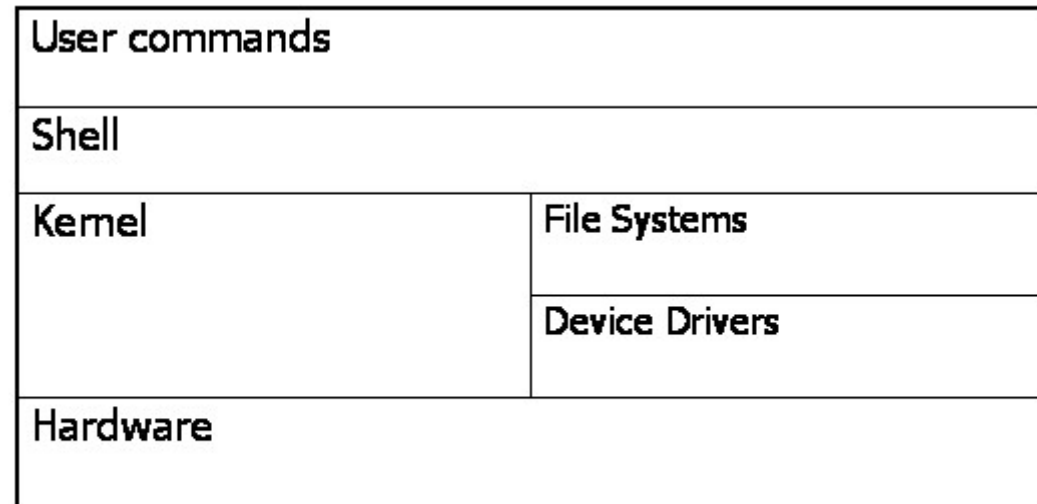 User commands
Shell
Kernel
File Systems
Device Drivers
Hardware